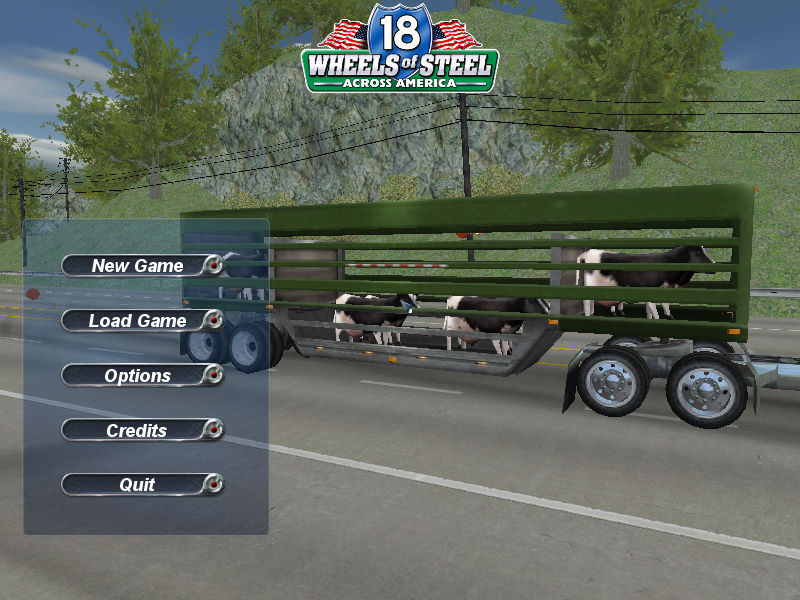 18
WHEELS of STEEL
ACROSS AMERICA
New Game
Load Game
Options
Credits
Quit